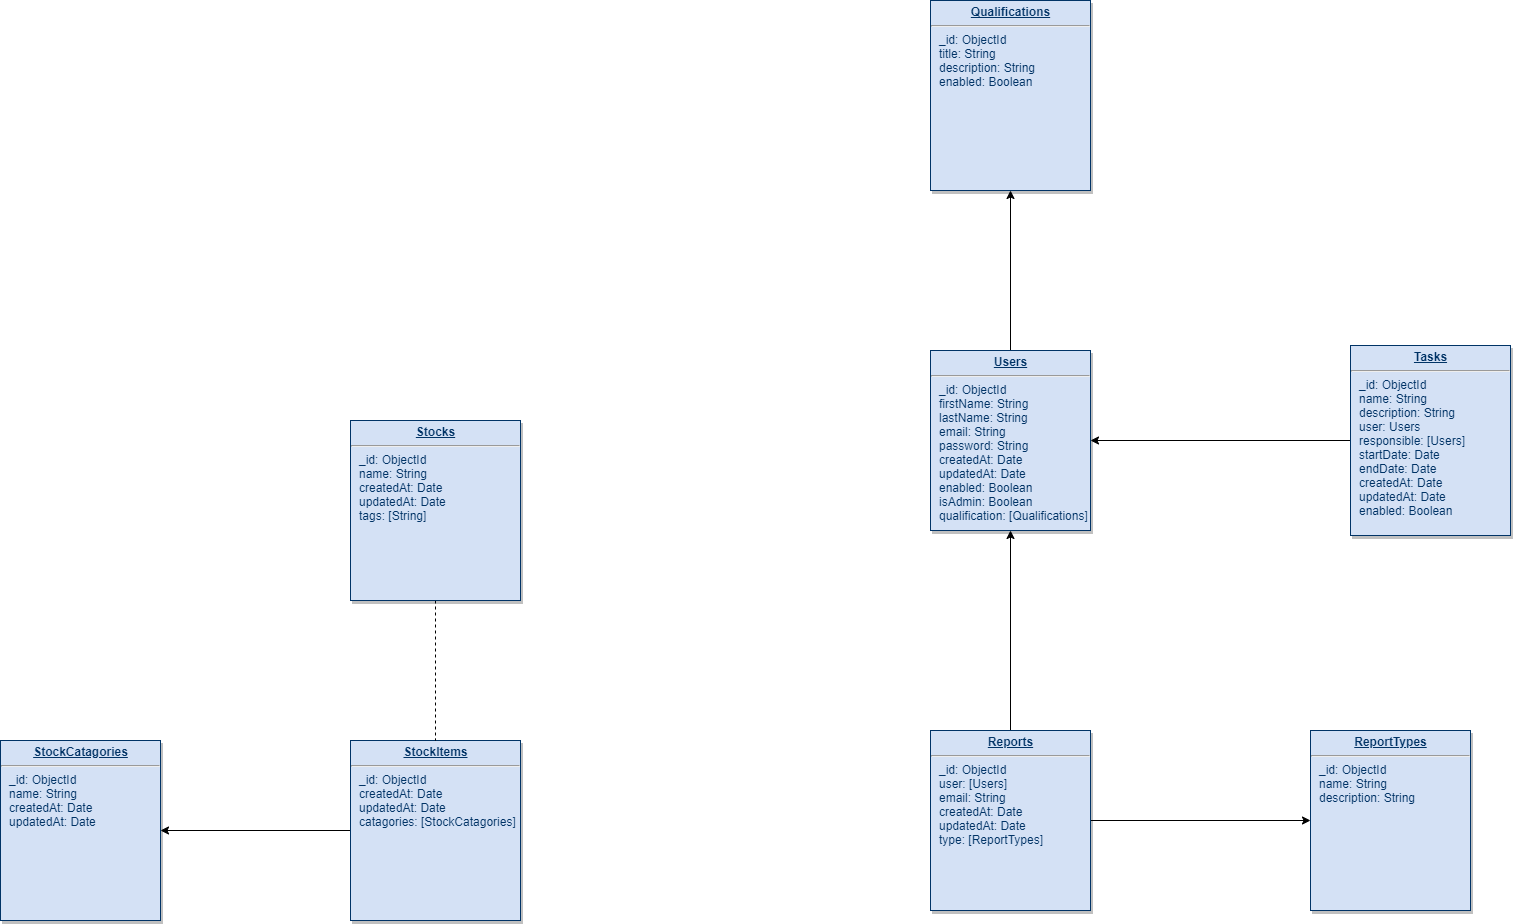 Qualifications
_id: ObjectId
title: String
description: String
enabled: Boolean
Users
_id: ObjectId
firstName: String
lastName: String
email: String
password: String
createdAt: Date
updatedAt: Date
enabled: Boolean
isAdmin: Boolean
qualification: [Qualifications]
Tasks
_id: ObjectId
name: String
description: String
user: Users
responsible: [Users]
startDate: Date
endDate: Date
createdAt: Date
updatedAt: Date
enabled: Boolean
Stocks
_id: ObjectId
name: String
createdAt: Date
updatedAt: Date
tags: [String]
StockCatagories
_id: ObjectId
name: String
createdAt: Date
updatedAt: Date
StockItems
_id: ObjectId
createdAt: Date
updatedAt: Date
catagories: [StockCatagories]
Reports
_id: ObjectId
user: [Users]
email: String
createdAt: Date
updatedAt: Date
type: [ReportTypes]
ReportTypes
_id: ObjectId
name: String
description: String